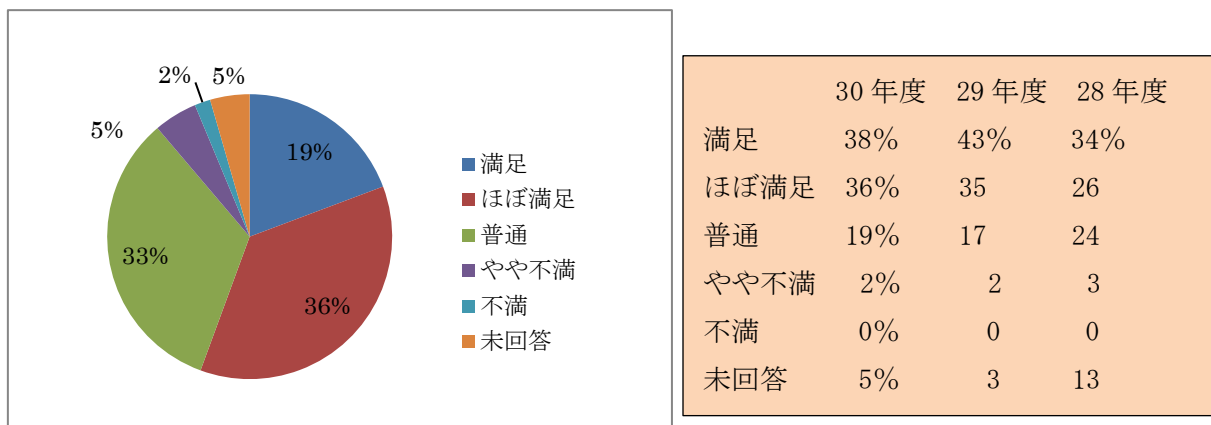 2%
5%
5%
19%
33%
36%
満足
ほぼ満足
普通
やや不満
不満
未回答
30 年度 29 年度 28 年度
満足 38% 43% 34%
ほぼ満足 36% 35 26
普通 19% 17 24
やや不満 2% 2 3
不満 0% 0 0
未回答 5% 3 13